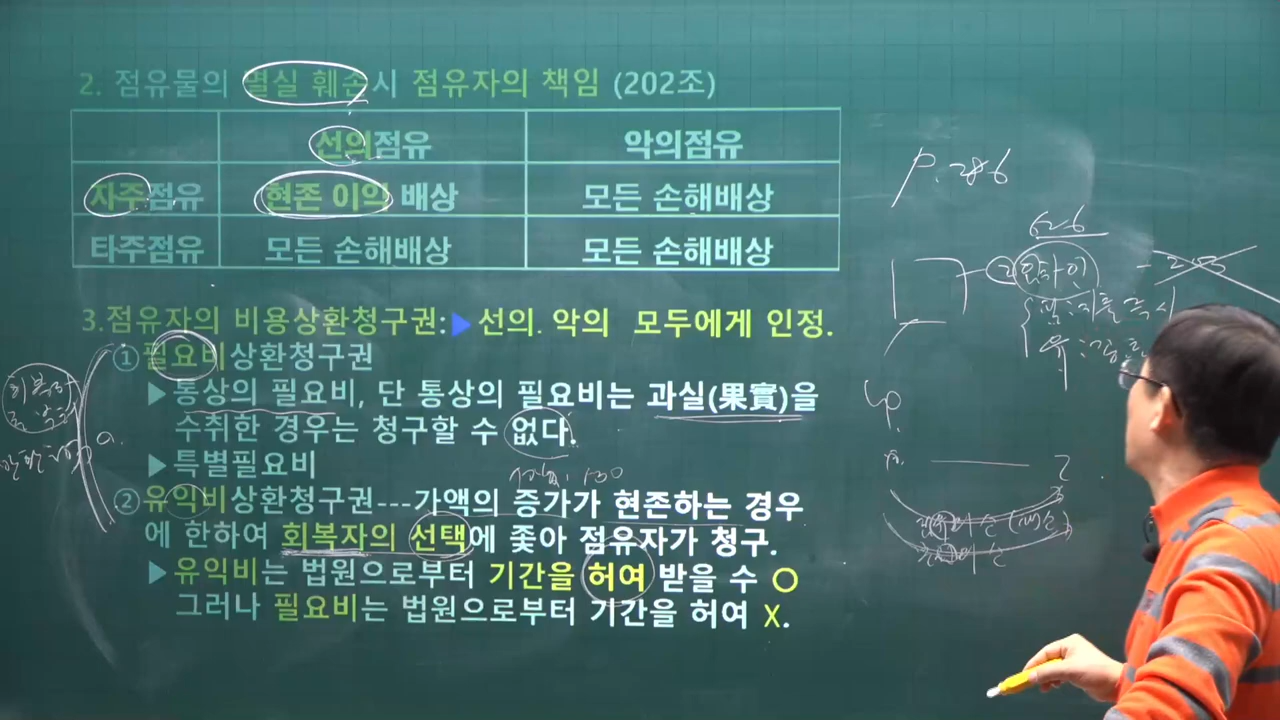 2. 점유물의 멸실 훼손시 점유자의 책임 (202조)
선의점유 악의점유
자주점유 현존 이익 배상 모든 손해배상
타주점유 모든 손해배상 모든 손해배상
3.점유자의 비용상환청구권:▶ 선의. 악의 모두에게 인정.
① 필요비상환청구권
▶통상의 필요비, 단 통상의 필요비는 과실(果實)을
수취한 경우는 청구할 수 없다.
▶특별필요비
②유익비상환청구권---가액의 증가가 현존하는 경우
에 한하여 회복자의 선택에 좇아 점유자가 청구.
▶유익비는 법원으로부터 기간을 허여 받을 수 O
그러나 필요비는 법원으로부터 기간을 허여 X.
P. 286
626
② 임차인 - 203